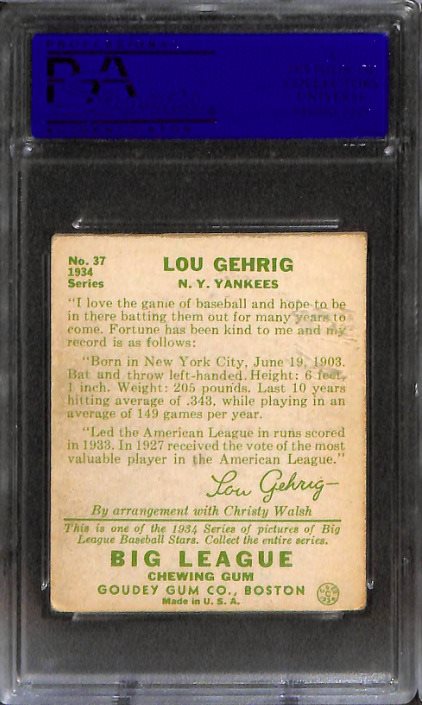 PSA
No. 37
1934
Series
LOU GEHRIG
N. Y. YANKEES
"I love the game of baseball and hope to be
in there batting them out for many years to
come. Fortune has been kind to me and my
record is as follows:
"Born in New York City, June 19, 1903.
Bat and throw left-handed. Height: 6 feet,
1 inch. Weight: 205 pounds. Last 10 years
hitting average of .343, while playing in an
average of 149 games per year.
"Led the American League in runs scored
in 1933. In 1927 received the vote of the most
valuable player in the American League."
Lou Gehrig
By arrangement with Christy Walsh
This is one of the 1934 Series of pictures of Big
League Baseball Stars. Collect the entire series.
BIG LEAGUE
CHEWING GUM
GOUDEY GUM CO., BOSTON
Made in U. S. A.